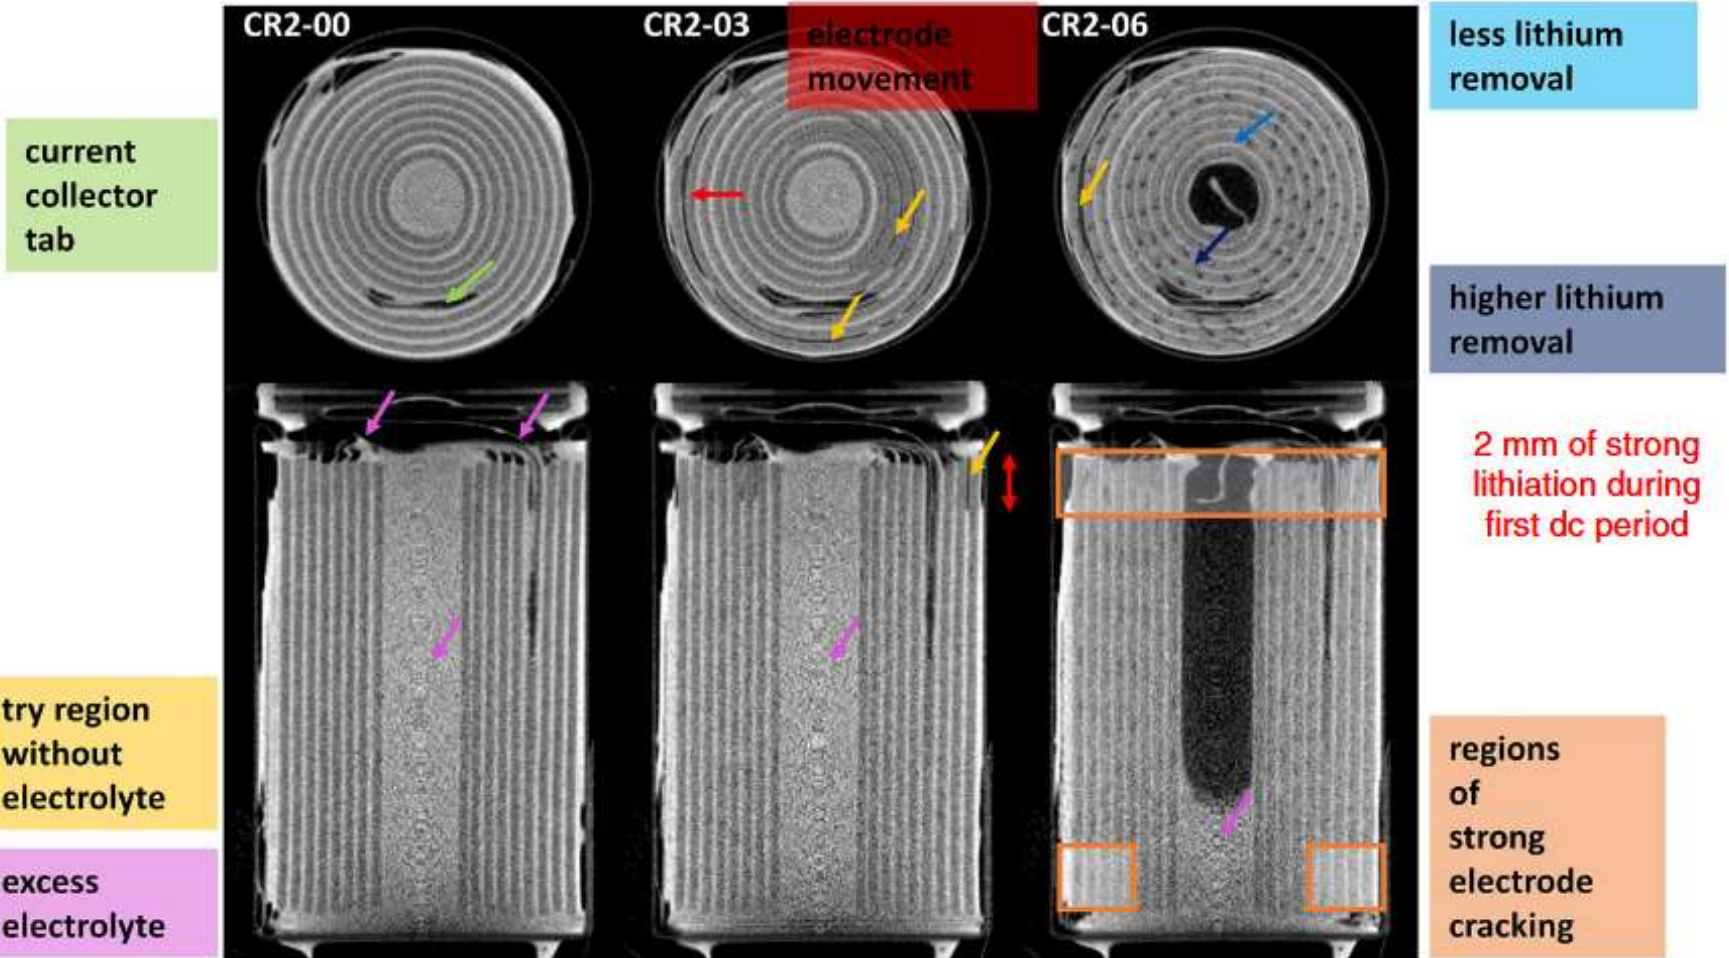 CR2-00
CR2-03
electrode
movement
CR2-06
less lithium
removal
current
collector
tab
higher lithium
removal
2 mm of strong
lithiation during
first dc period
try region
without
electrolyte
excess
electrolyte
regions
of
strong
electrode
cracking